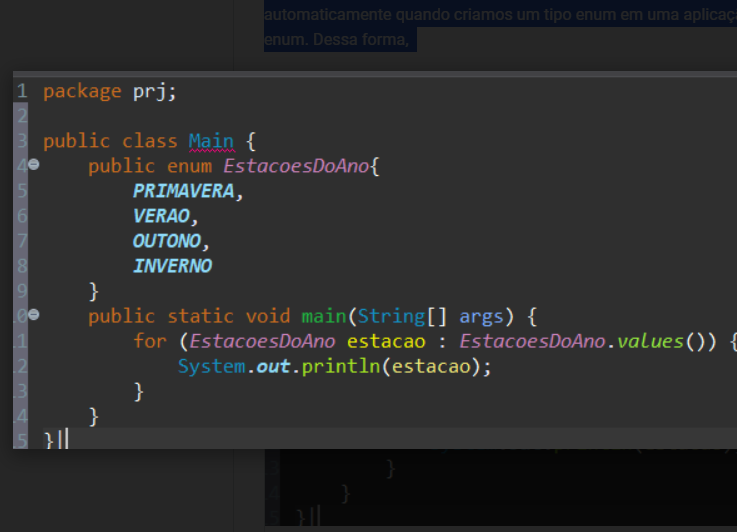 automaticamente quando criamos um tipo enum em uma
enum. Dessa forma,
1 package prj;
2
3 public class Main {
4 public enum EstacoesDoAno{
5 PRIMAVERA,
6 VERAO,
7 OUTONO,
8 INVERNO
9 }
.0 public static void main(String[] args) {
.1 for (EstacoesDoAno estacao : EstacoesDoAno.values()) {
.2 System.out.println(estacao);
.3 }
.4 }
.5 }||
}
}
}||